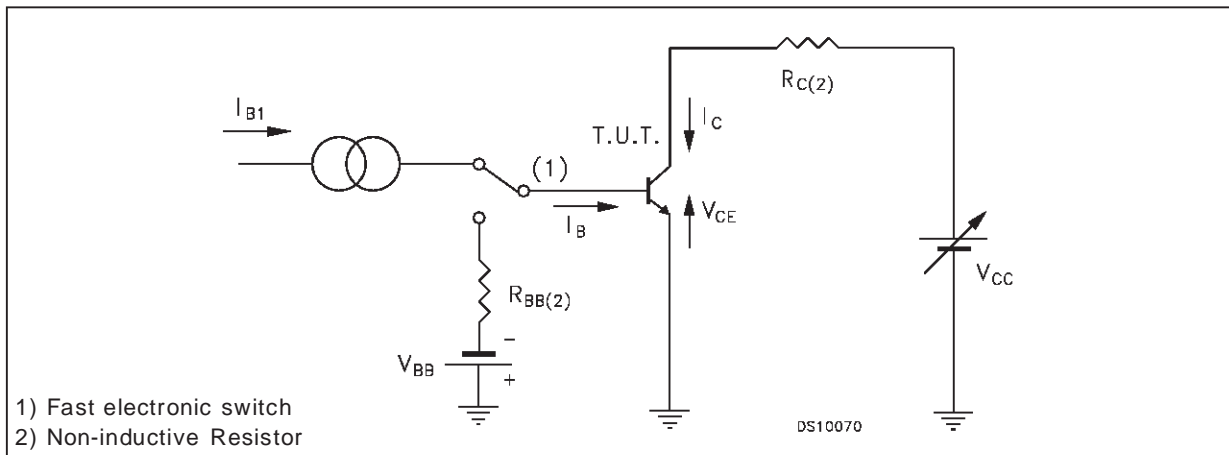 I_B1
(1)
I_B
T.U.T.
I_C
V_CE
R_C(2)
V_CC
R_BB(2)
V_BB
-
+
1) Fast electronic switch
2) Non-inductive Resistor
DS10070